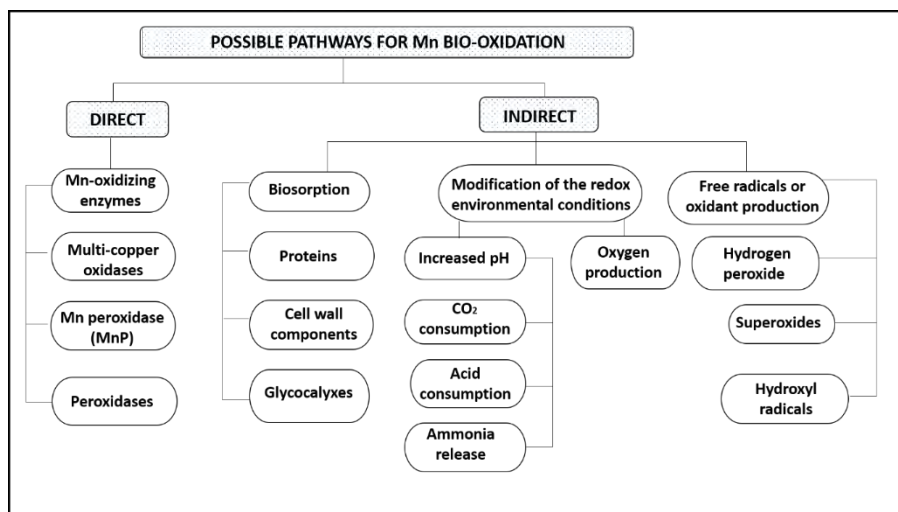 POSSIBLE PATHWAYS FOR Mn BIO-OXIDATION
DIRECT
Mn-oxidizing
enzymes
Multi-copper
oxidases
Mn peroxidase
(MnP)
Peroxidases
INDIRECT
Biosorption
Proteins
Cell wall
components
Glycocalyxes
Modification of the redox
environmental conditions
Increased pH
CO₂
consumption
Acid
consumption
Ammonia
release
Oxygen
production
Free radicals or
oxidant production
Hydrogen
peroxide
Superoxides
Hydroxyl
radicals